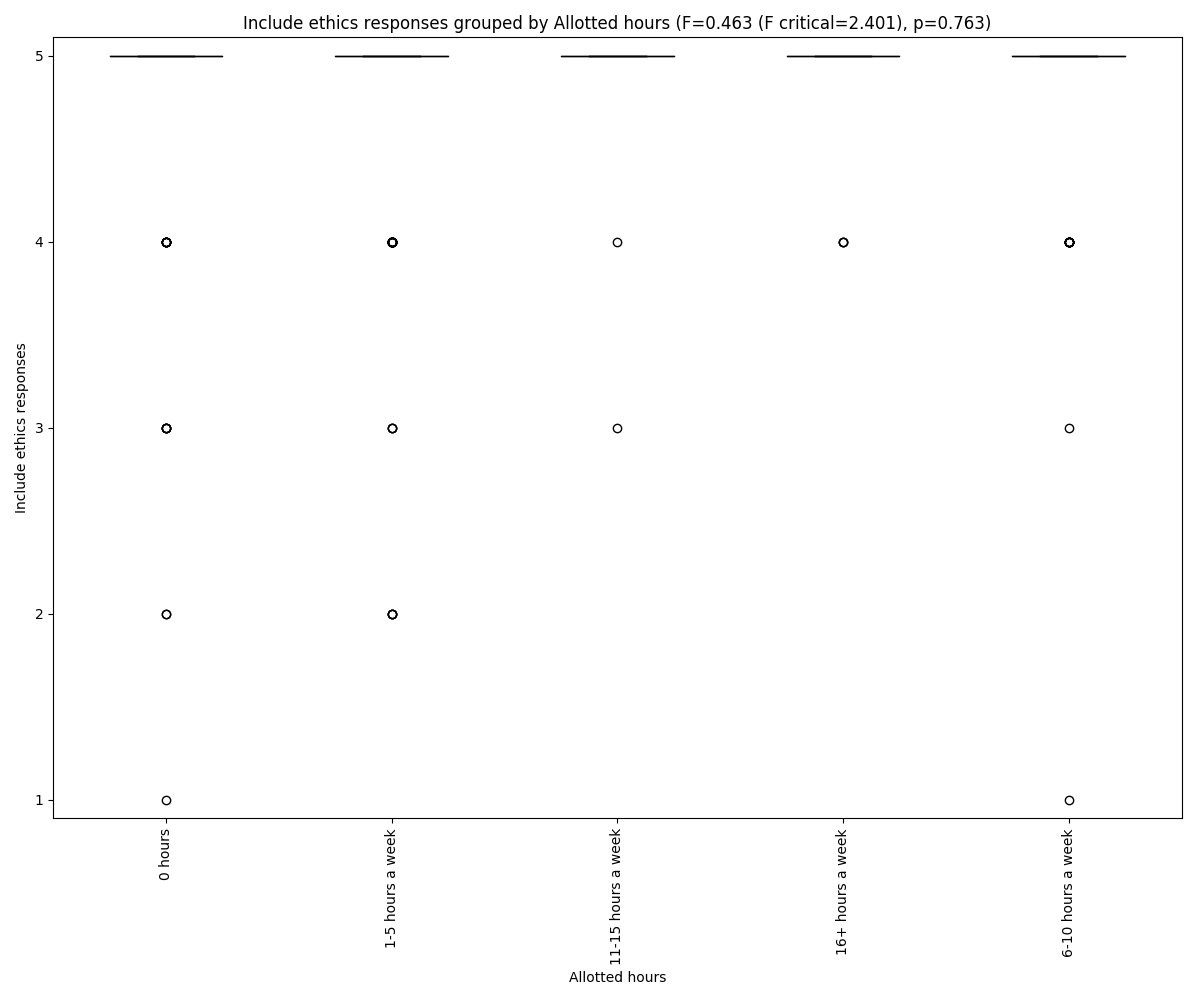 Include ethics responses grouped by Allotted hours (F=0.463 (F critical=2.401), p=0.763)
5
4
3
2
1
Include ethics responses
0 hours
1-5 hours a week
11-15 hours a week
16+ hours a week
6-10 hours a week
Allotted hours